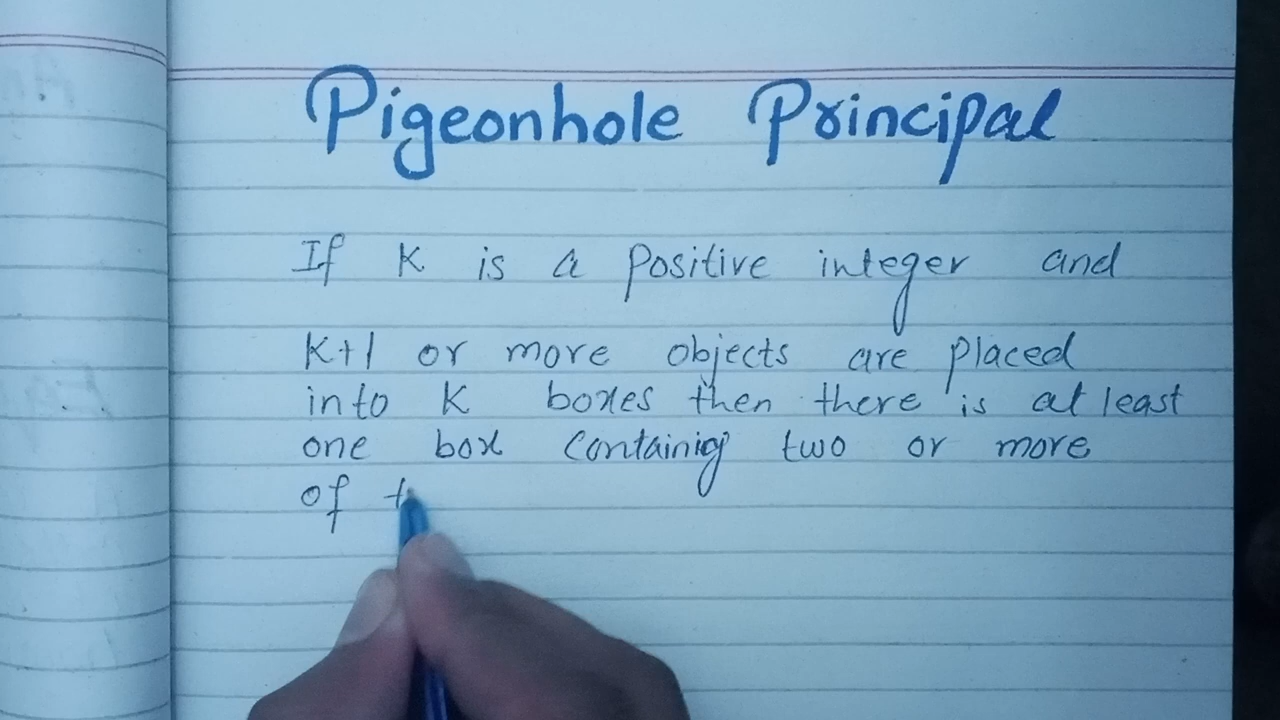 Pigeonhole Principal
If K is a positive integer and
K+1 or more objects are placed
into K boxes then there is at least
one box containing two or more
of t